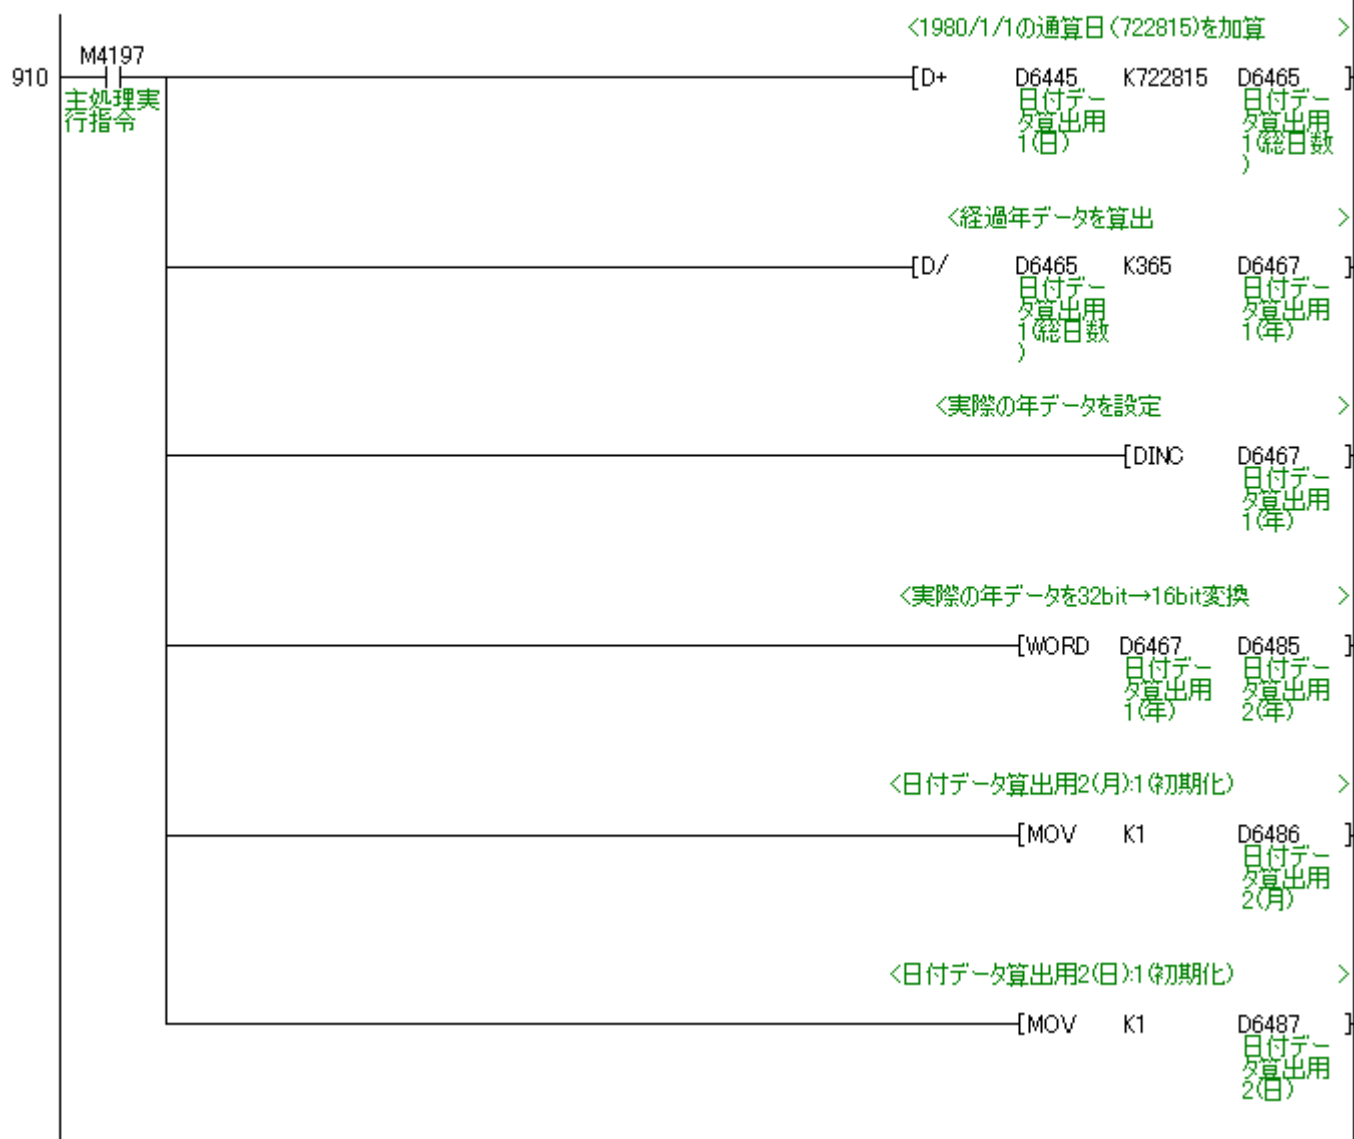 <1980/1/1の通算日(722815)を加算 >
M4197
910
[D+ D6445 K722815 D6465 ]
主処理実
行指令
日付デー
タ算出用
1(日)
日付デー
タ算出用
1(総日数
)
<経過年データを算出 >
[D/ D6465 K365 D6467 ]
日付デー
タ算出用
1(総日数
)
日付デー
タ算出用
1(年)
<実際の年データを設定 >
[DINC D6467 ]
日付デー
タ算出用
1(年)
<実際の年データを32bit→16bit変換 >
[WORD D6467 D6485 ]
日付デー
タ算出用
1(年)
日付デー
タ算出用
2(年)
<日付データ算出用2(月):1(初期化) >
[MOV K1 D6486 ]
日付デー
タ算出用
2(月)
<日付データ算出用2(日):1(初期化) >
[MOV K1 D6487 ]
日付デー
タ算出用
2(日)